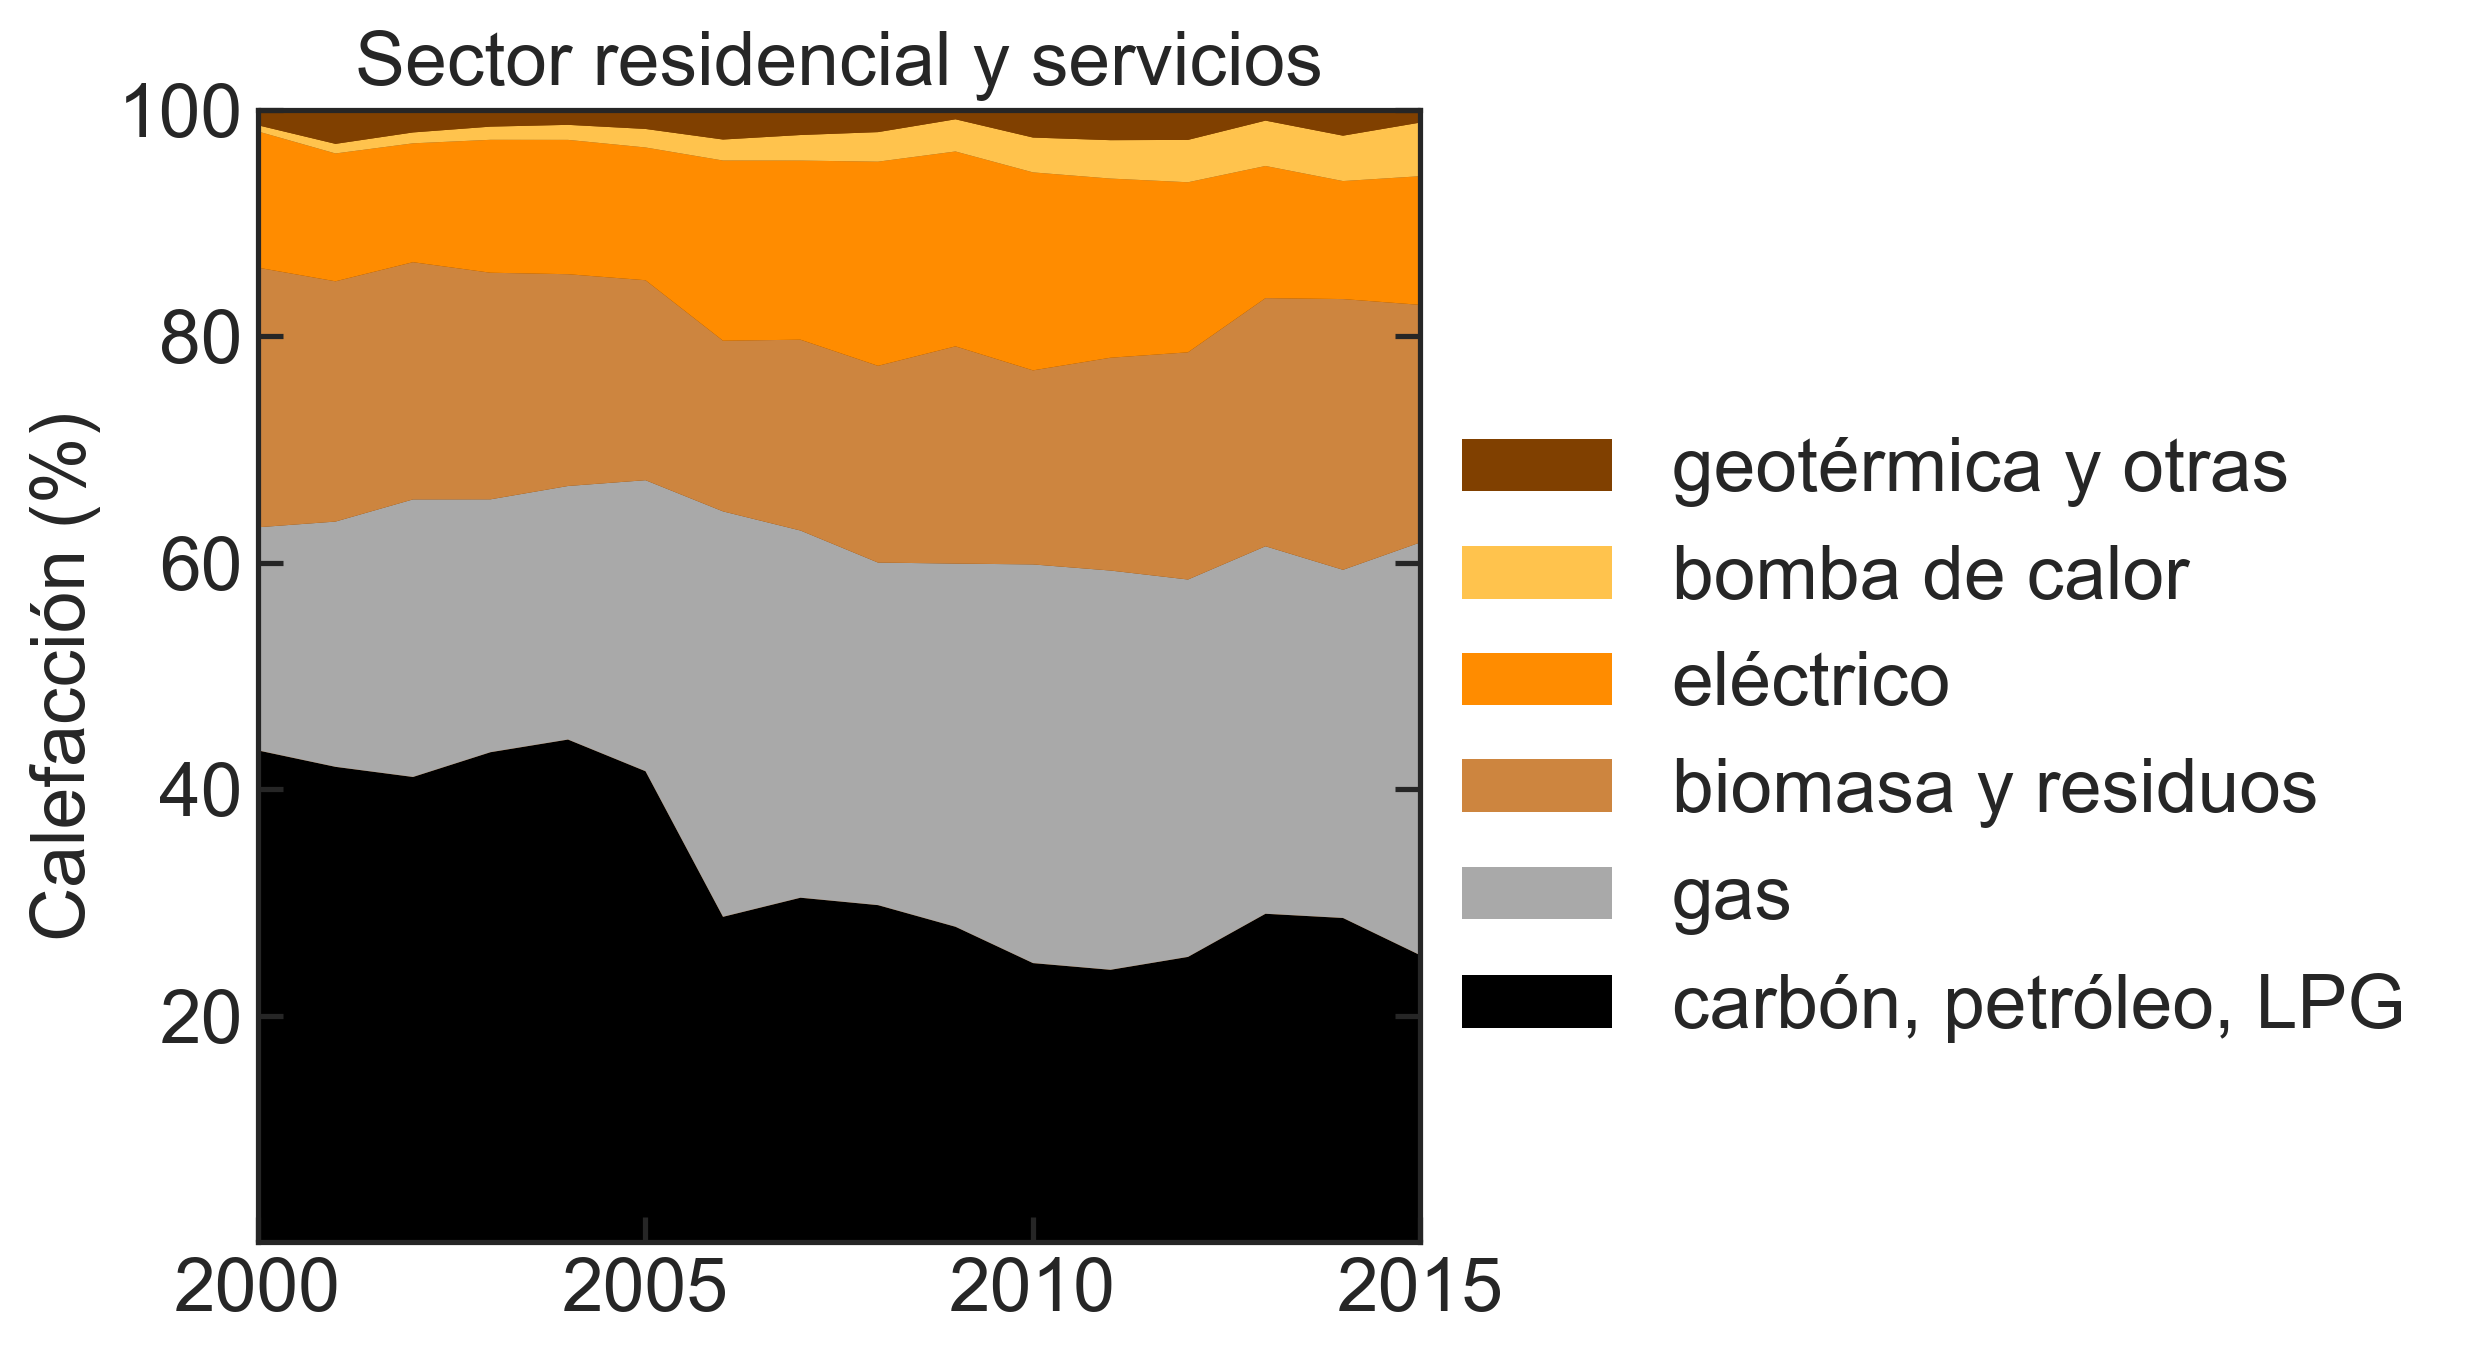 Sector residencial y servicios
Calefacción (%)
100
80
60
40
20
2000 2005 2010 2015
geotérmica y otras
bomba de calor
eléctrico
biomasa y residuos
gas
carbón, petróleo, LPG